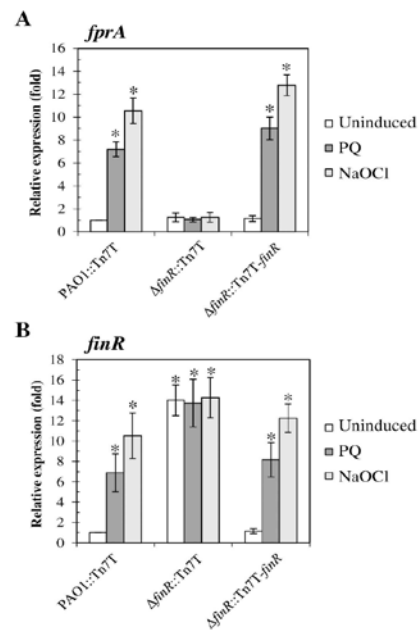 A
fprA
Relative expression (fold)
16
14
12
10
8
6
4
2
0
*
*
*
*
Uninduced
PQ
NaOCl
PAO1::Tn7T
ΔfinR::Tn7T
ΔfinR::Tn7T-finR
B
finR
Relative expression (fold)
18
16
14
12
10
8
6
4
2
0
*
*
*
*
*
*
*
Uninduced
PQ
NaOCl
PAO1::Tn7T
ΔfinR::Tn7T
ΔfinR::Tn7T-finR